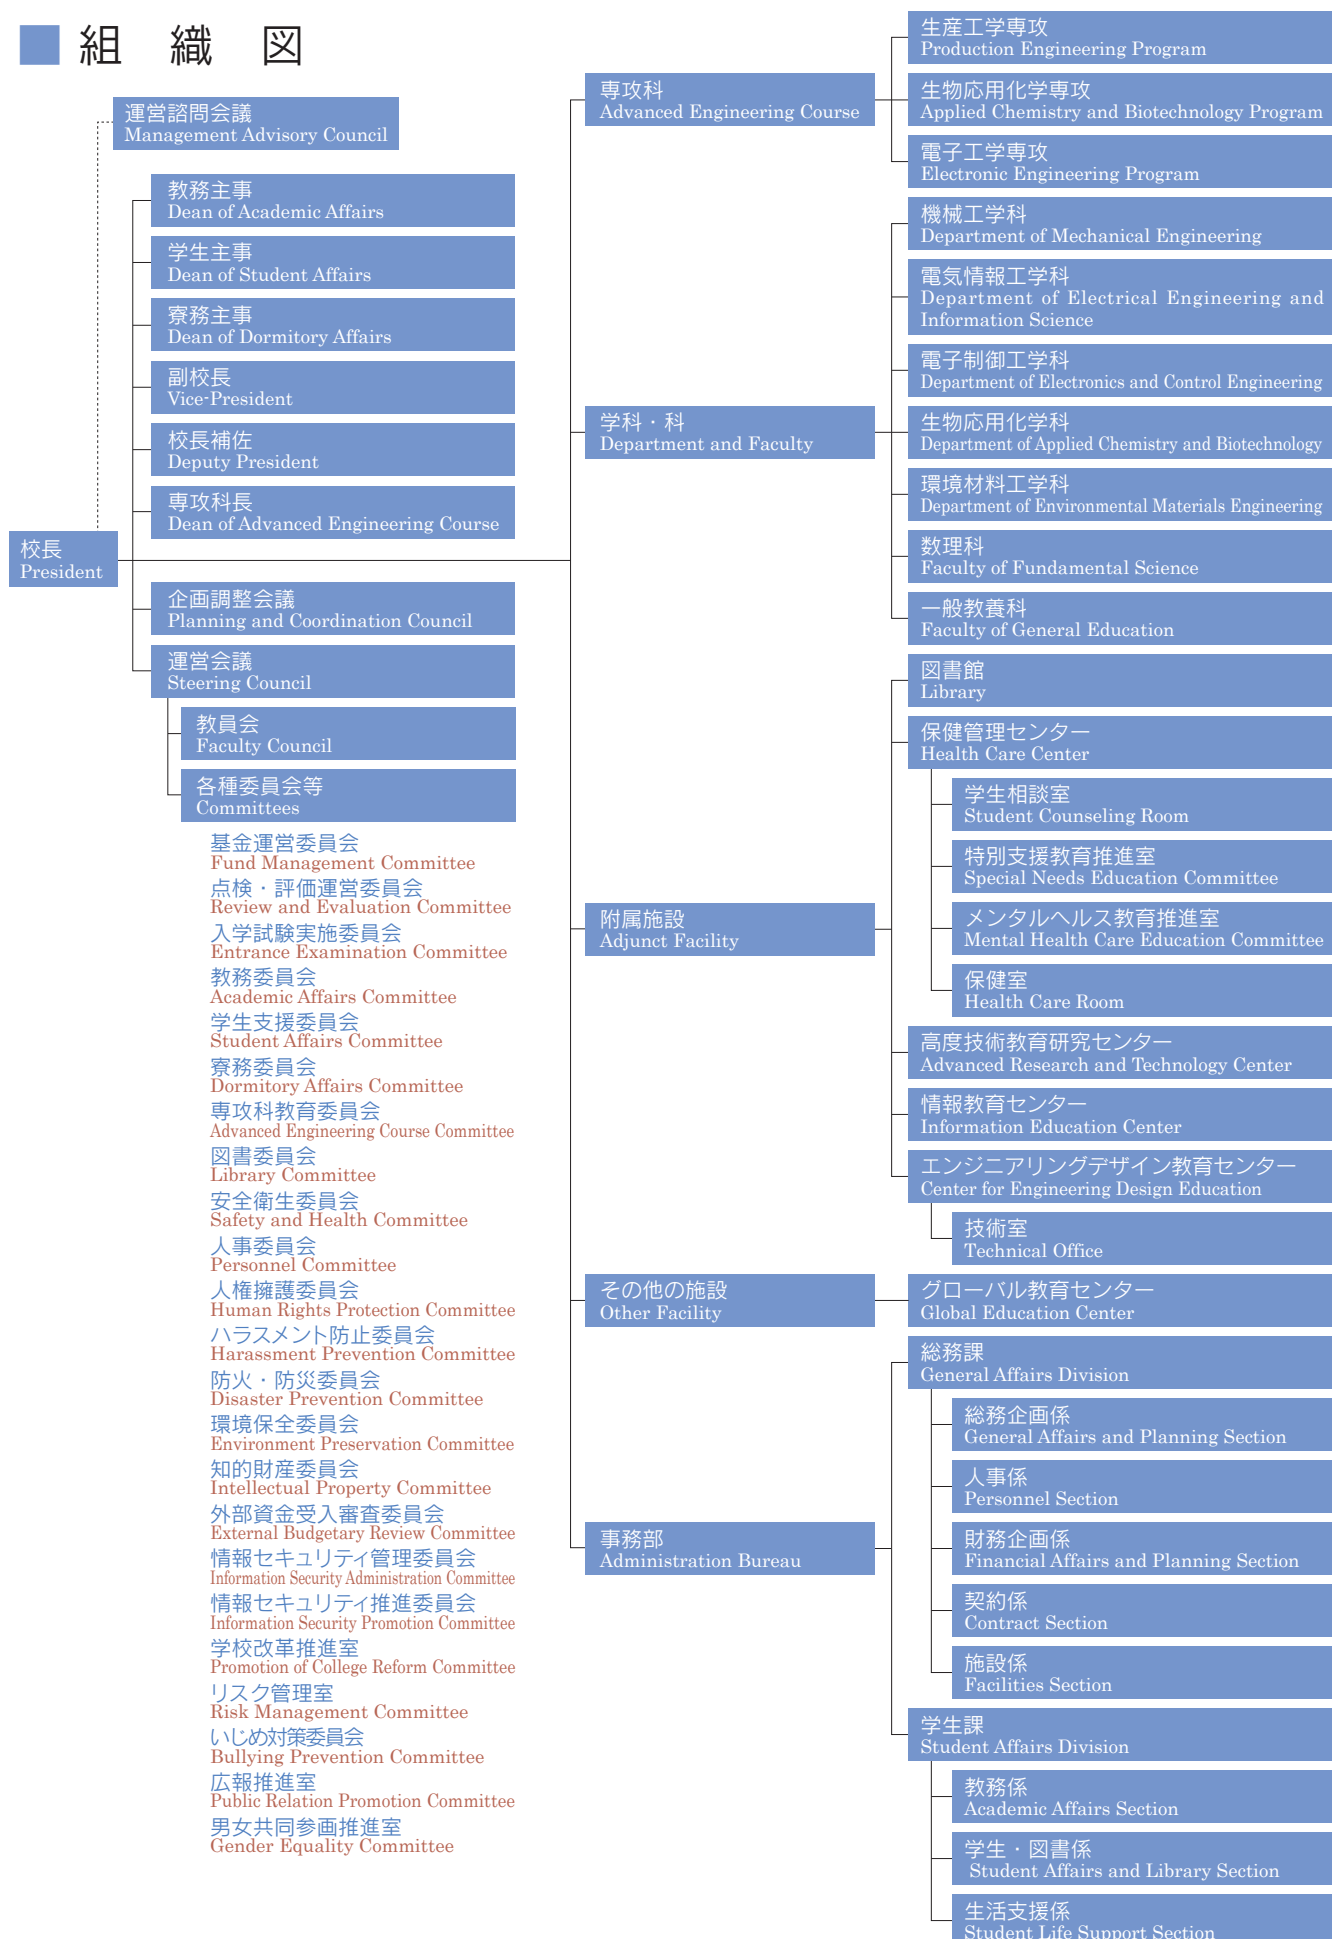 組織図
運営諮問会議
Management Advisory Council
教務主事
Dean of Academic Affairs
学生主事
Dean of Student Affairs
寮務主事
Dean of Dormitory Affairs
副校長
Vice-President
校長補佐
Deputy President
専攻科長
Dean of Advanced Engineering Course
校長
President
企画調整会議
Planning and Coordination Council
運営会議
Steering Council
教員会
Faculty Council
各種委員会等
Committees
基金運営委員会
Fund Management Committee
点検・評価運営委員会
Review and Evaluation Committee
入学試験実施委員会
Entrance Examination Committee
教務委員会
Academic Affairs Committee
学生支援委員会
Student Affairs Committee
寮務委員会
Dormitory Affairs Committee
専攻科教育委員会
Advanced Engineering Course Committee
図書委員会
Library Committee
安全衛生委員会
Safety and Health Committee
人事委員会
Personnel Committee
人権擁護委員会
Human Rights Protection Committee
ハラスメント防止委員会
Harassment Prevention Committee
防火・防災委員会
Disaster Prevention Committee
環境保全委員会
Environment Preservation Committee
知的財産委員会
Intellectual Property Committee
外部資金受入審査委員会
External Budgetary Review Committee
情報セキュリティ管理委員会
Information Security Administration Committee
情報セキュリティ推進委員会
Information Security Promotion Committee
学校改革推進室
Promotion of College Reform Committee
リスク管理室
Risk Management Committee
いじめ対策委員会
Bullying Prevention Committee
広報推進室
Public Relation Promotion Committee
男女共同参画推進室
Gender Equality Committee
専攻科
Advanced Engineering Course
生産工学専攻
Production Engineering Program
生物応用化学専攻
Applied Chemistry and Biotechnology Program
電子工学専攻
Electronic Engineering Program
学科・科
Department and Faculty
機械工学科
Department of Mechanical Engineering
電気情報工学科
Department of Electrical Engineering and
Information Science
電子制御工学科
Department of Electronics and Control Engineering
生物応用化学科
Department of Applied Chemistry and Biotechnology
環境材料工学科
Department of Environmental Materials Engineering
数理科
Faculty of Fundamental Science
一般教養科
Faculty of General Education
附属施設
Adjunct Facility
図書館
Library
保健管理センター
Health Care Center
学生相談室
Student Counseling Room
特別支援教育推進室
Special Needs Education Committee
メンタルヘルス教育推進室
Mental Health Care Education Committee
保健室
Health Care Room
高度技術教育研究センター
Advanced Research and Technology Center
情報教育センター
Information Education Center
エンジニアリングデザイン教育センター
Center for Engineering Design Education
技術室
Technical Office
その他の施設
Other Facility
グローバル教育センター
Global Education Center
事務部
Administration Bureau
総務課
General Affairs Division
総務企画係
General Affairs and Planning Section
人事係
Personnel Section
財務企画係
Financial Affairs and Planning Section
契約係
Contract Section
施設係
Facilities Section
学生課
Student Affairs Division
教務係
Academic Affairs Section
学生・図書係
Student Affairs and Library Section
生活支援係
Student Life Support Section